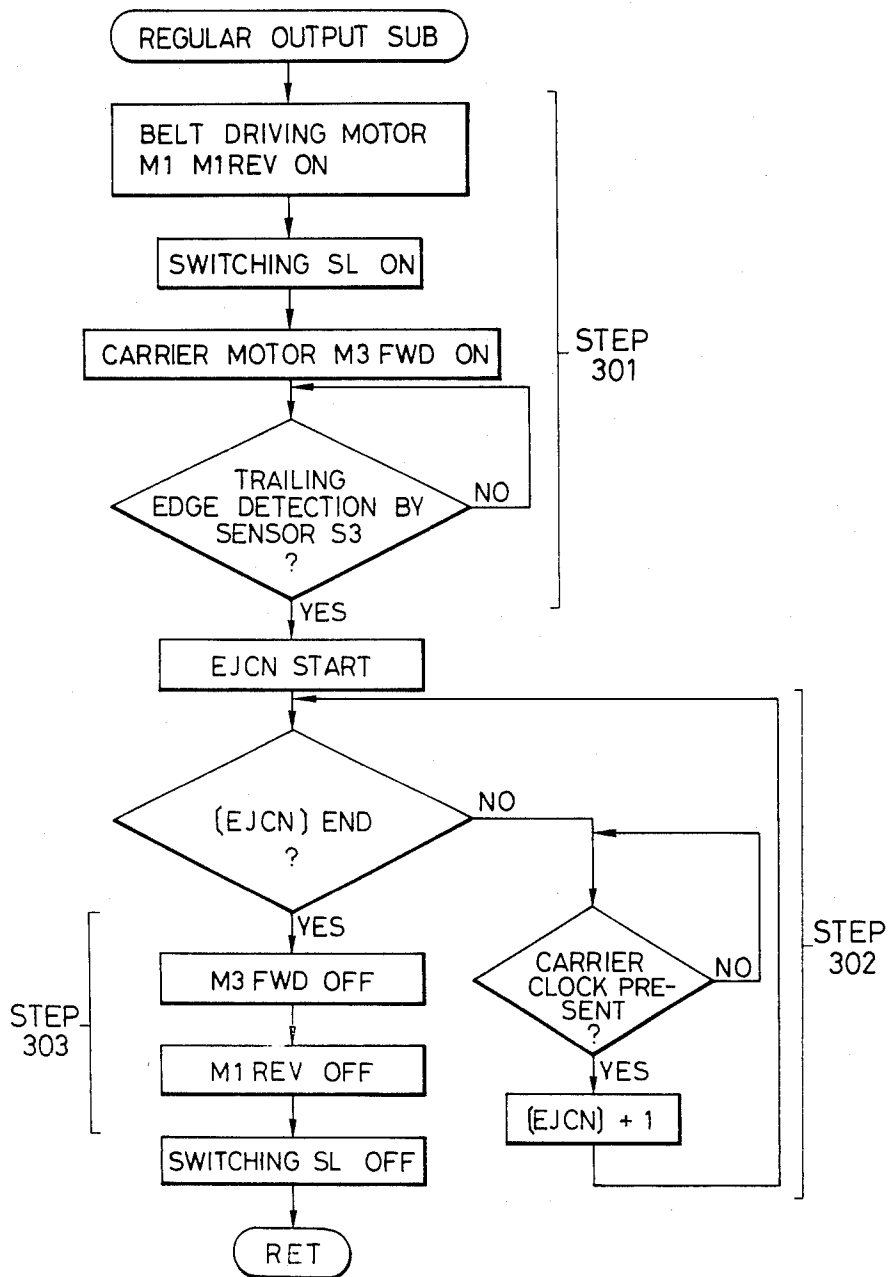 REGULAR OUTPUT SUB
BELT DRIVING MOTOR
M1 M1REV ON
SWITCHING SL ON
CARRIER MOTOR M3 FWD ON
STEP
301
TRAILING
EDGE DETECTION BY
SENSOR S3
?
NO
YES
EJCN START
(EJCN) END
?
NO
YES
CARRIER
CLOCK PRE-
SENT
?
NO
YES
(EJCN) + 1
STEP
302
M3 FWD OFF
STEP
303
M1 REV OFF
SWITCHING SL OFF
RET